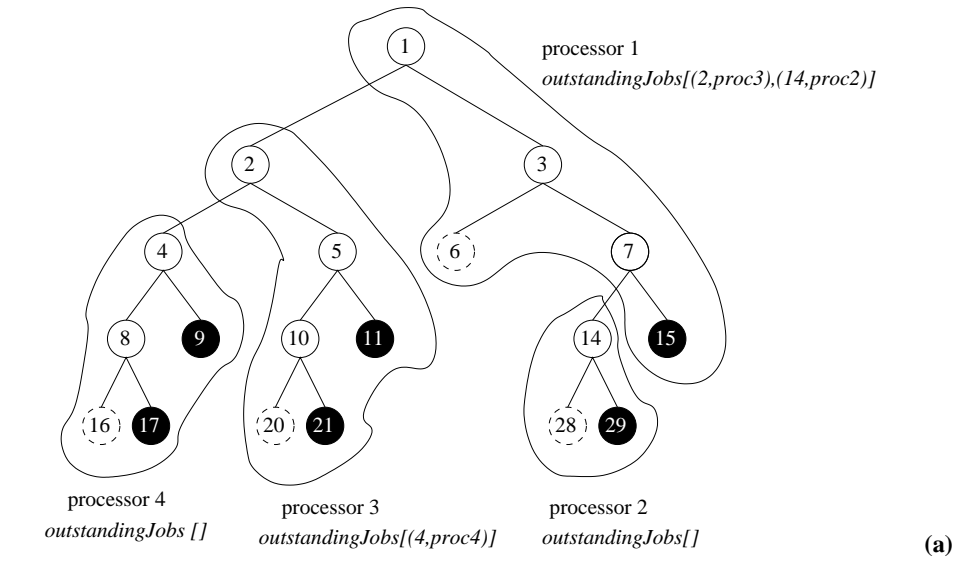 1
processor 1
outstandingJobs[(2,proc3),(14,proc2)]
2
3
4
5
6
7
8
9
10
11
14
15
16
17
20
21
28
29
processor 4
outstandingJobs []
processor 3
outstandingJobs[(4,proc4)]
processor 2
outstandingJobs[]
(a)